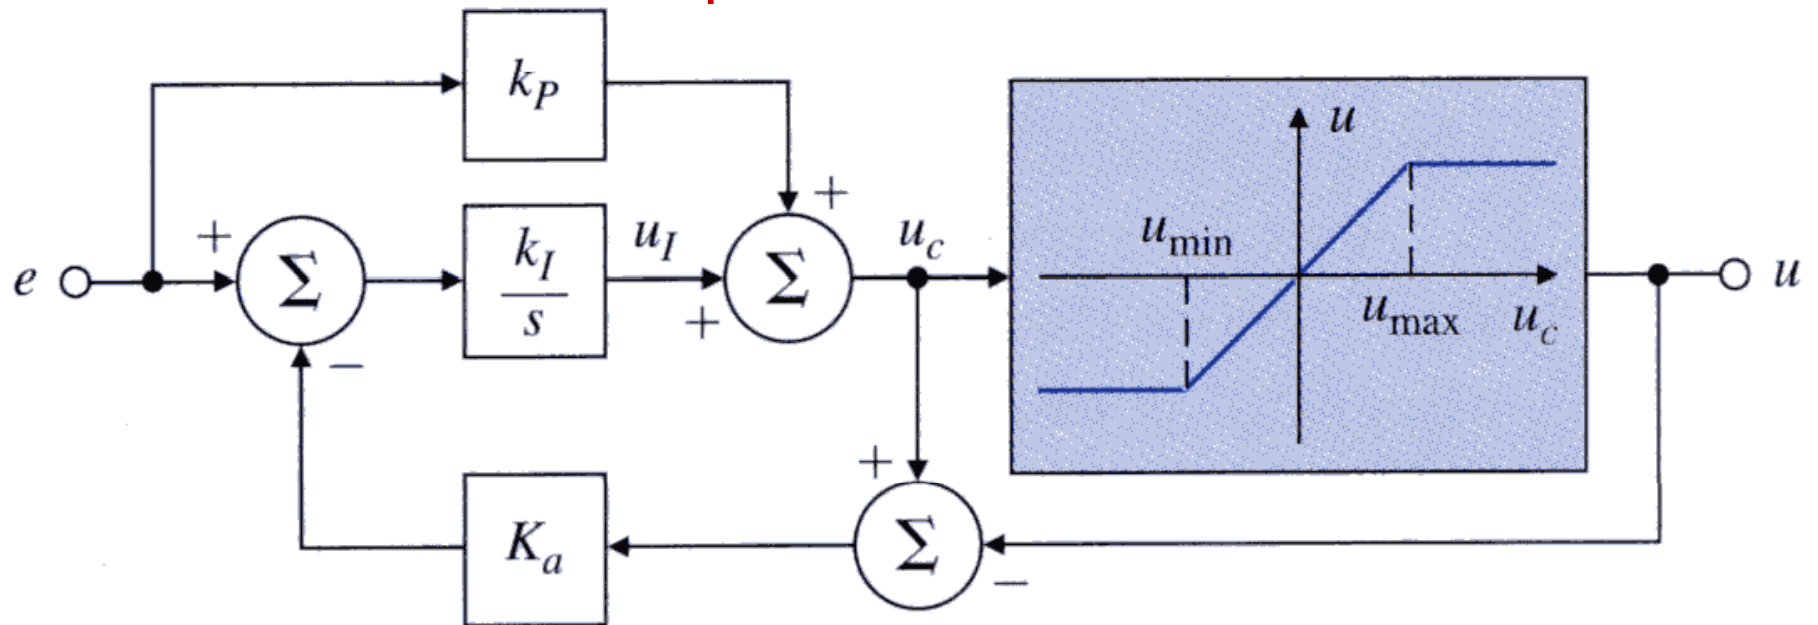 k_P
u
+
+
k_I
s
u_I
u_c
u_min
e
Σ
Σ
u
+
u_max
u_c
−
+
K_a
Σ
−